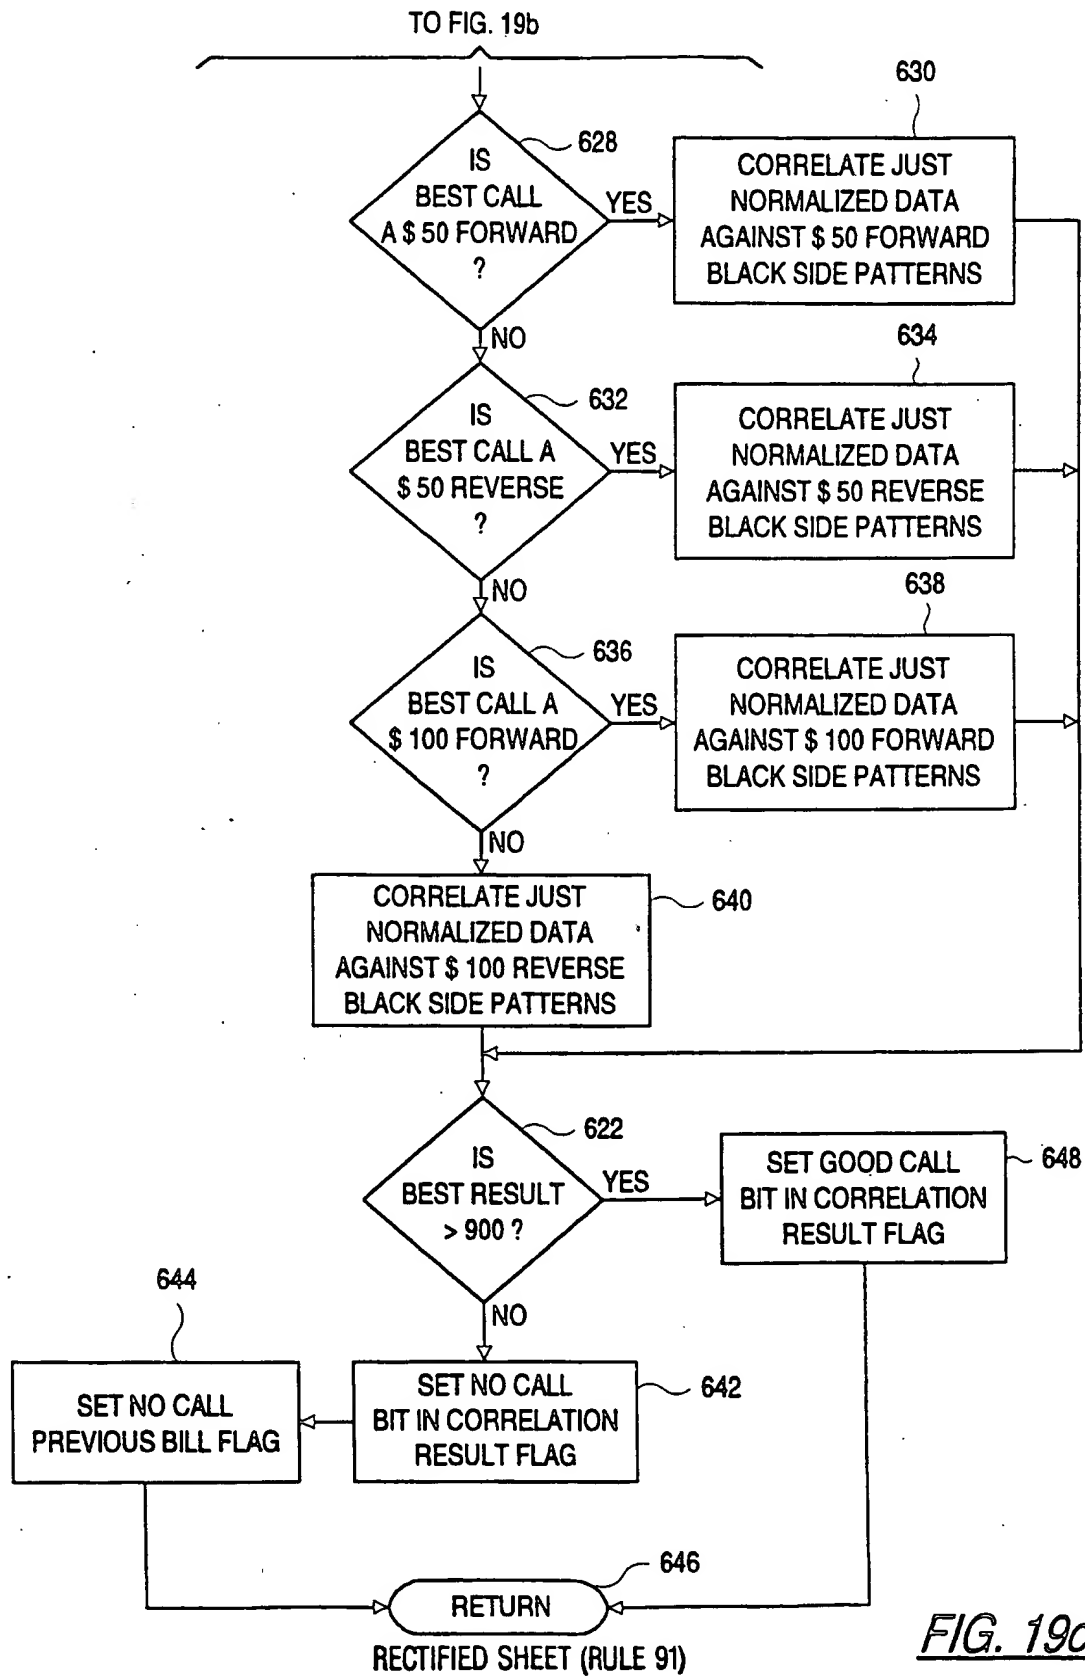 TO FIG. 19b
630
628
IS
BEST CALL
A $ 50 FORWARD
?
YES
CORRELATE JUST
NORMALIZED DATA
AGAINST $ 50 FORWARD
BLACK SIDE PATTERNS
NO
634
632
IS
BEST CALL A
$ 50 REVERSE
?
YES
CORRELATE JUST
NORMALIZED DATA
AGAINST $ 50 REVERSE
BLACK SIDE PATTERNS
NO
638
636
IS
BEST CALL A
$ 100 FORWARD
?
YES
CORRELATE JUST
NORMALIZED DATA
AGAINST $ 100 FORWARD
BLACK SIDE PATTERNS
NO
CORRELATE JUST
NORMALIZED DATA
AGAINST $ 100 REVERSE
BLACK SIDE PATTERNS
640
622
IS
BEST RESULT
> 900 ?
YES
SET GOOD CALL
BIT IN CORRELATION
RESULT FLAG
648
NO
644
SET NO CALL
PREVIOUS BILL FLAG
SET NO CALL
BIT IN CORRELATION
RESULT FLAG
642
646
RETURN
RECTIFIED SHEET (RULE 91)
FIG. 19c